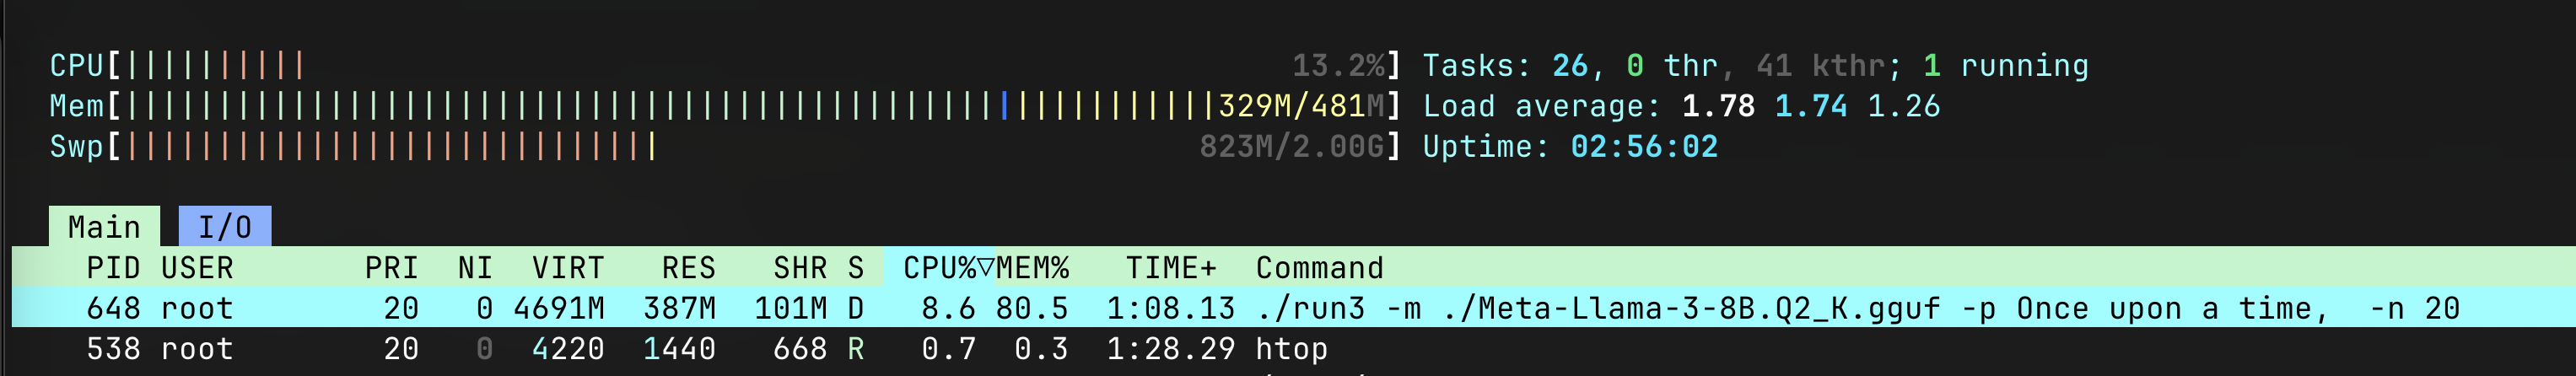 CPU[|||||||||| 13.2%] Tasks: 26, 0 thr, 41 kthr; 1 running
Mem[||||||||||||||||||||||||||||||||||||||||||||||||||||||||||||329M/481M] Load average: 1.78 1.74 1.26
Swp[||||||||||||||||||||||||||||| 823M/2.00G] Uptime: 02:56:02
Main I/O
PID USER PRI NI VIRT RES SHR S CPU%▽MEM% TIME+ Command
648 root 20 0 4691M 387M 101M D 8.6 80.5 1:08.13 ./run3 -m ./Meta-Llama-3-8B.Q2_K.gguf -p Once upon a time, -n 20
538 root 20 0 4220 1440 668 R 0.7 0.3 1:28.29 htop